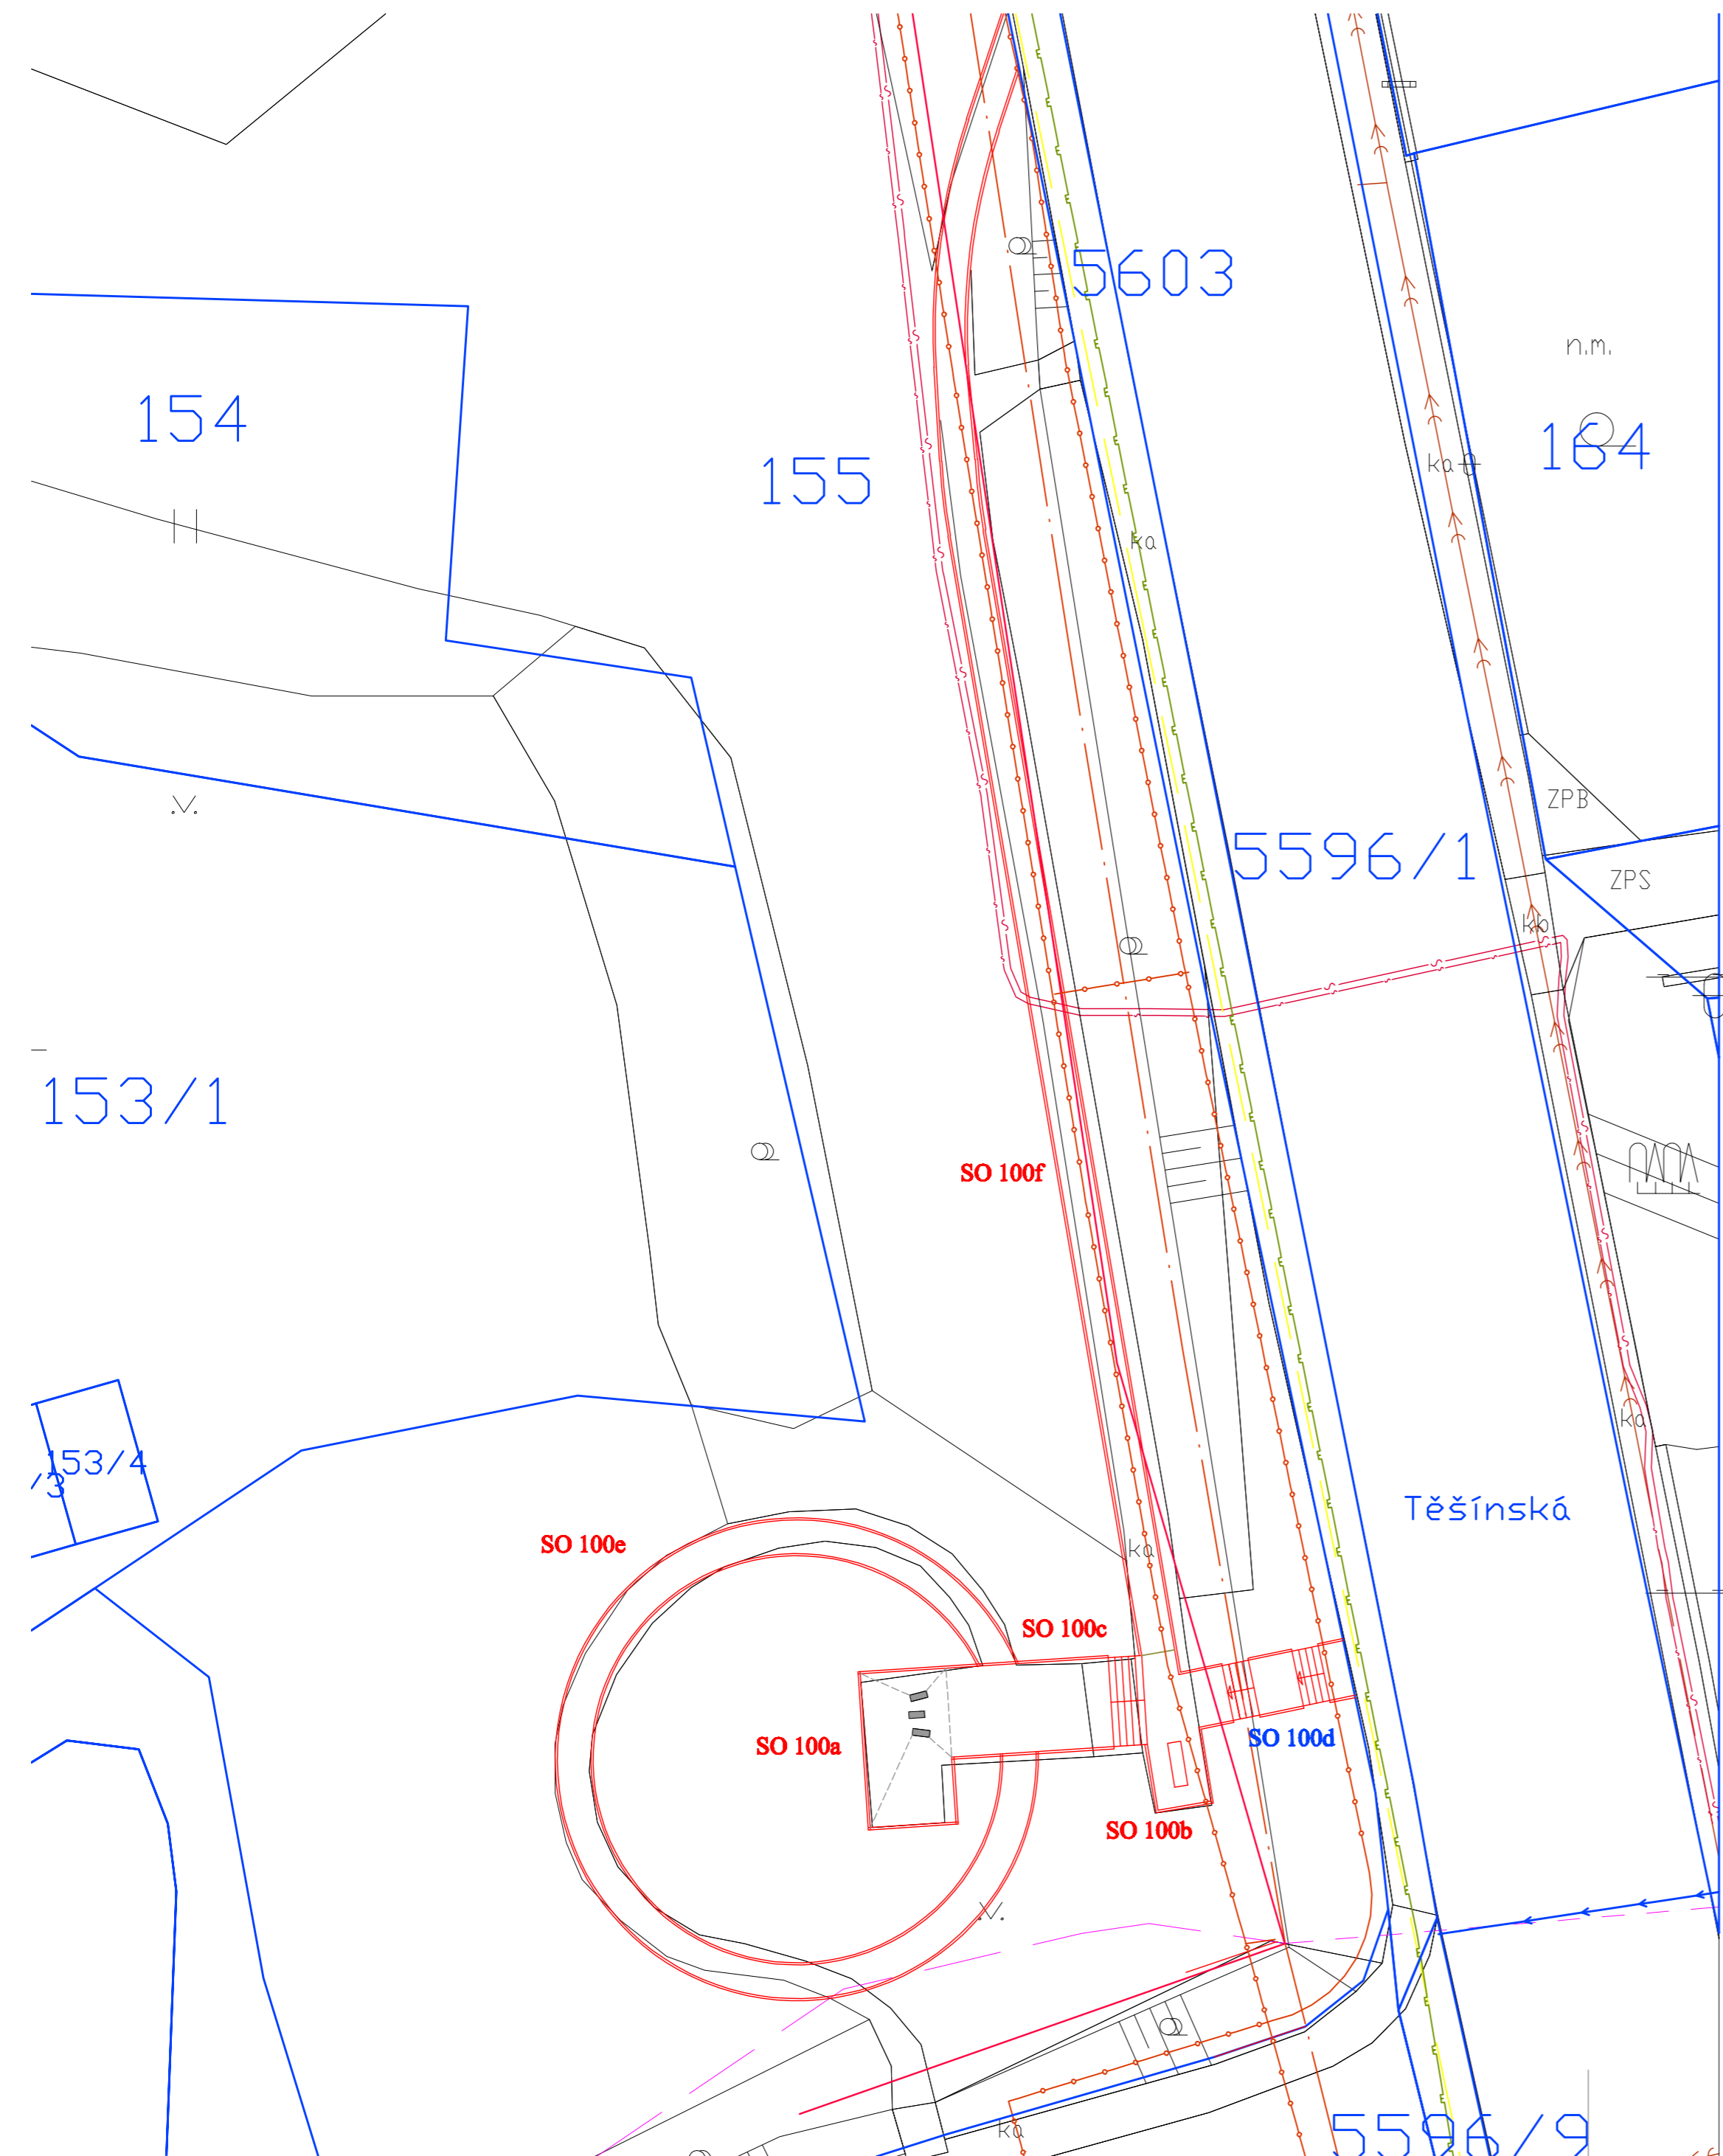 5603
n.m.
154
164
ka
155
ka
ZPB
5596/1
ZPS
kb
153/1
SO 100f
ka
153/4
/3
Těšínská
SO 100e
ka
SO 100c
SO 100d
SO 100a
SO 100b
5596/9
ka